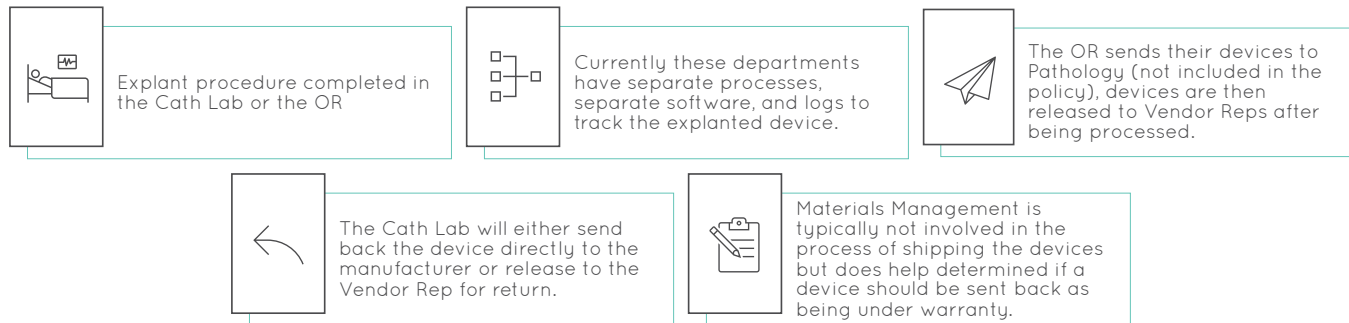 Explant procedure completed in
the Cath Lab or the OR
Currently these departments
have separate processes,
separate software, and logs to
track the explanted device.
The OR sends their devices to
Pathology (not included in the
policy), devices are then
released to Vendor Reps after
being processed.
The Cath Lab will either send
back the device directly to the
manufacturer or release to the
Vendor Rep for return.
Materials Management is
typically not involved in the
process of shipping the devices
but does help determined if a
device should be sent back as
being under warranty.